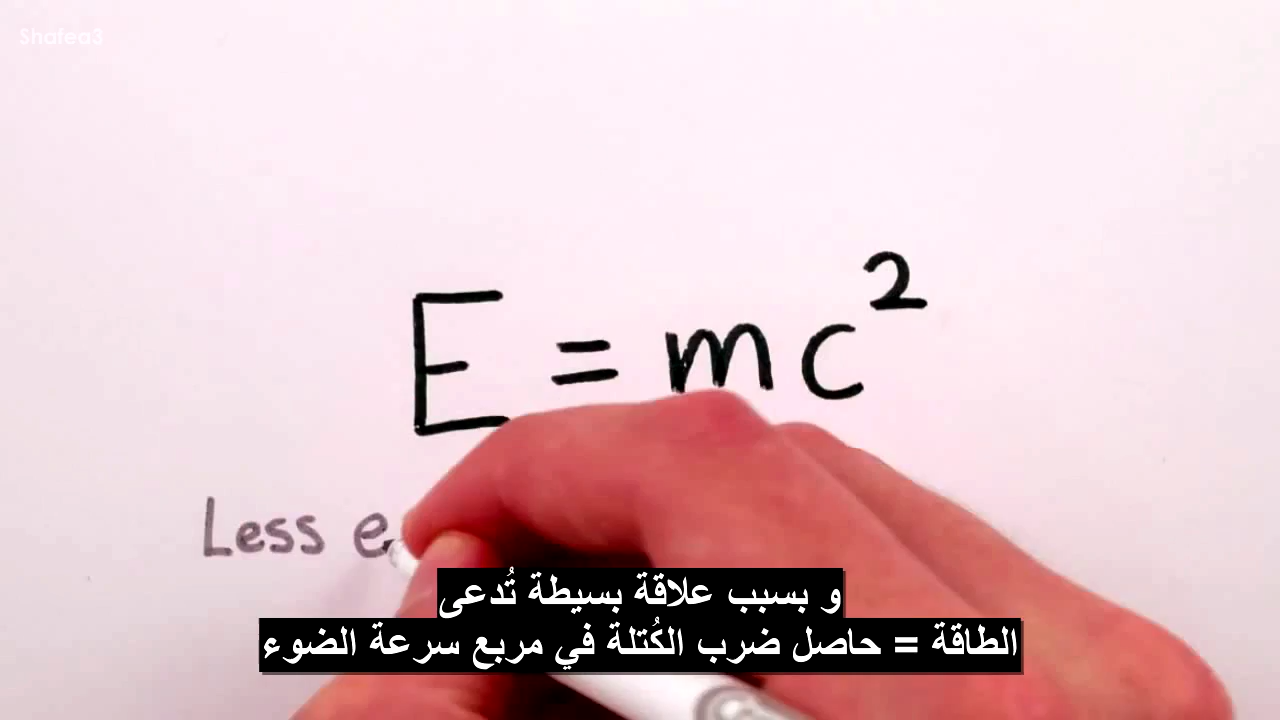 Shafea3
E = mc²
Less e
و بسبب علاقة بسيطة تُدعى
الطاقة = حاصل ضرب الكُتلة في مربع سرعة الضوء